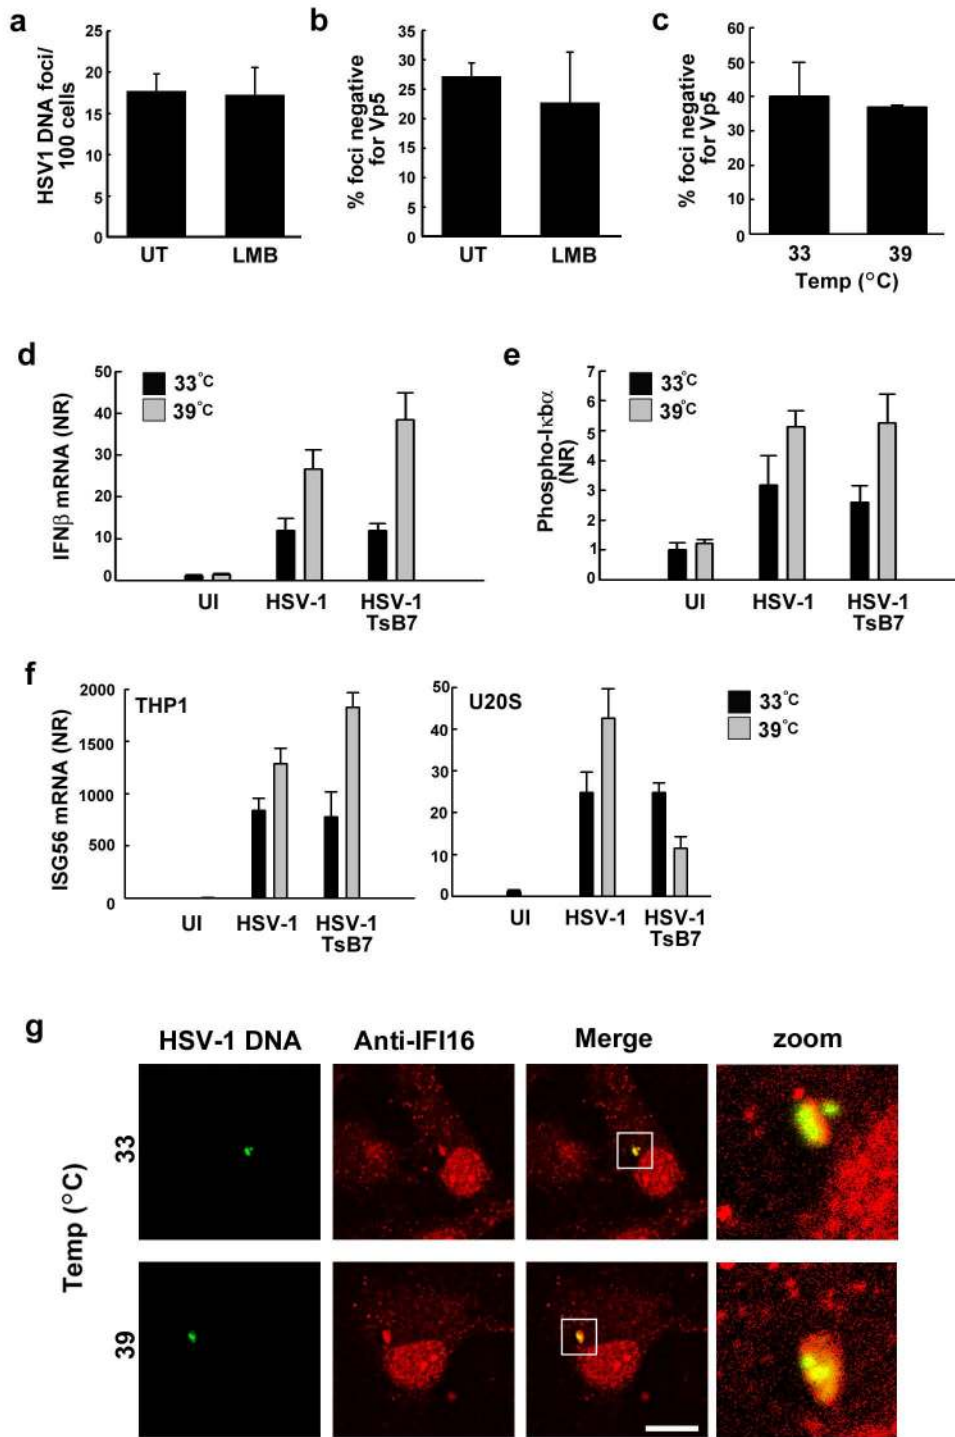 a
HSV1 DNA foci/
100 cells
25
20
15
10
5
0
UT
LMB
b
% foci negative
for Vp5
35
30
25
20
15
10
5
0
UT
LMB
c
% foci negative
for Vp5
60
50
40
30
20
10
0
33
39
Temp (°C)
d
IFNβ mRNA (NR)
50
40
30
20
10
0
33°C
39°C
UI
HSV-1
HSV-1
TsB7
e
Phospho-Iκbα
(NR)
7
6
5
4
3
2
1
0
33°C
39°C
UI
HSV-1
HSV-1
TsB7
f
ISG56 mRNA (NR)
2000
1500
1000
500
0
THP1
UI
HSV-1
HSV-1
TsB7
50
40
30
20
10
0
U20S
UI
HSV-1
HSV-1
TsB7
33°C
39°C
g
HSV-1 DNA
Anti-IFI16
Merge
zoom
Temp (°C)
33
39